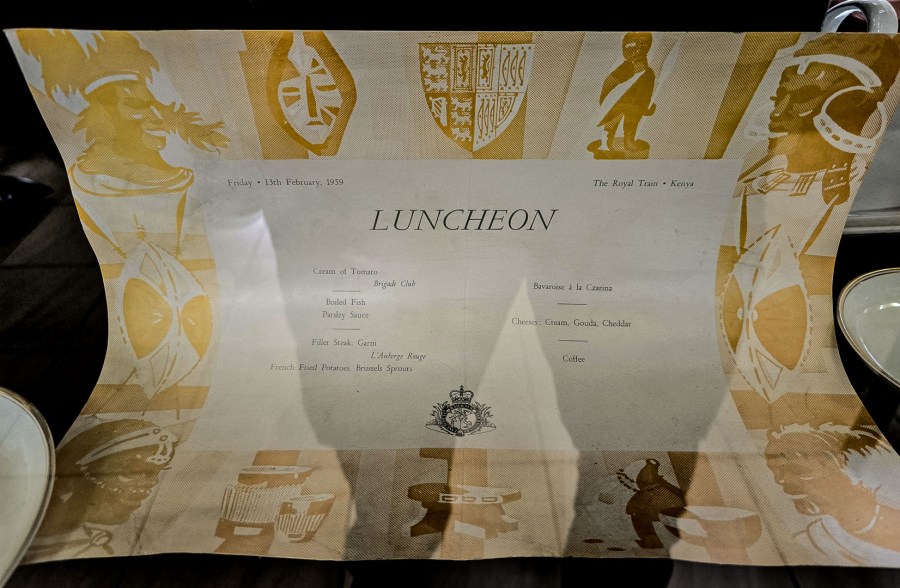 Friday • 13th February, 1959
The Royal Train • Kenya
LUNCHEON
Cream of Tomato
Brigade Club
Boiled Fish
Parsley Sauce
Fillet Steak, Garni
L'Auberge Rouge
French Fried Potatoes, Brussels Sprouts
Bavaroise à la Czarina
Cheeses: Cream, Gouda, Cheddar
Coffee